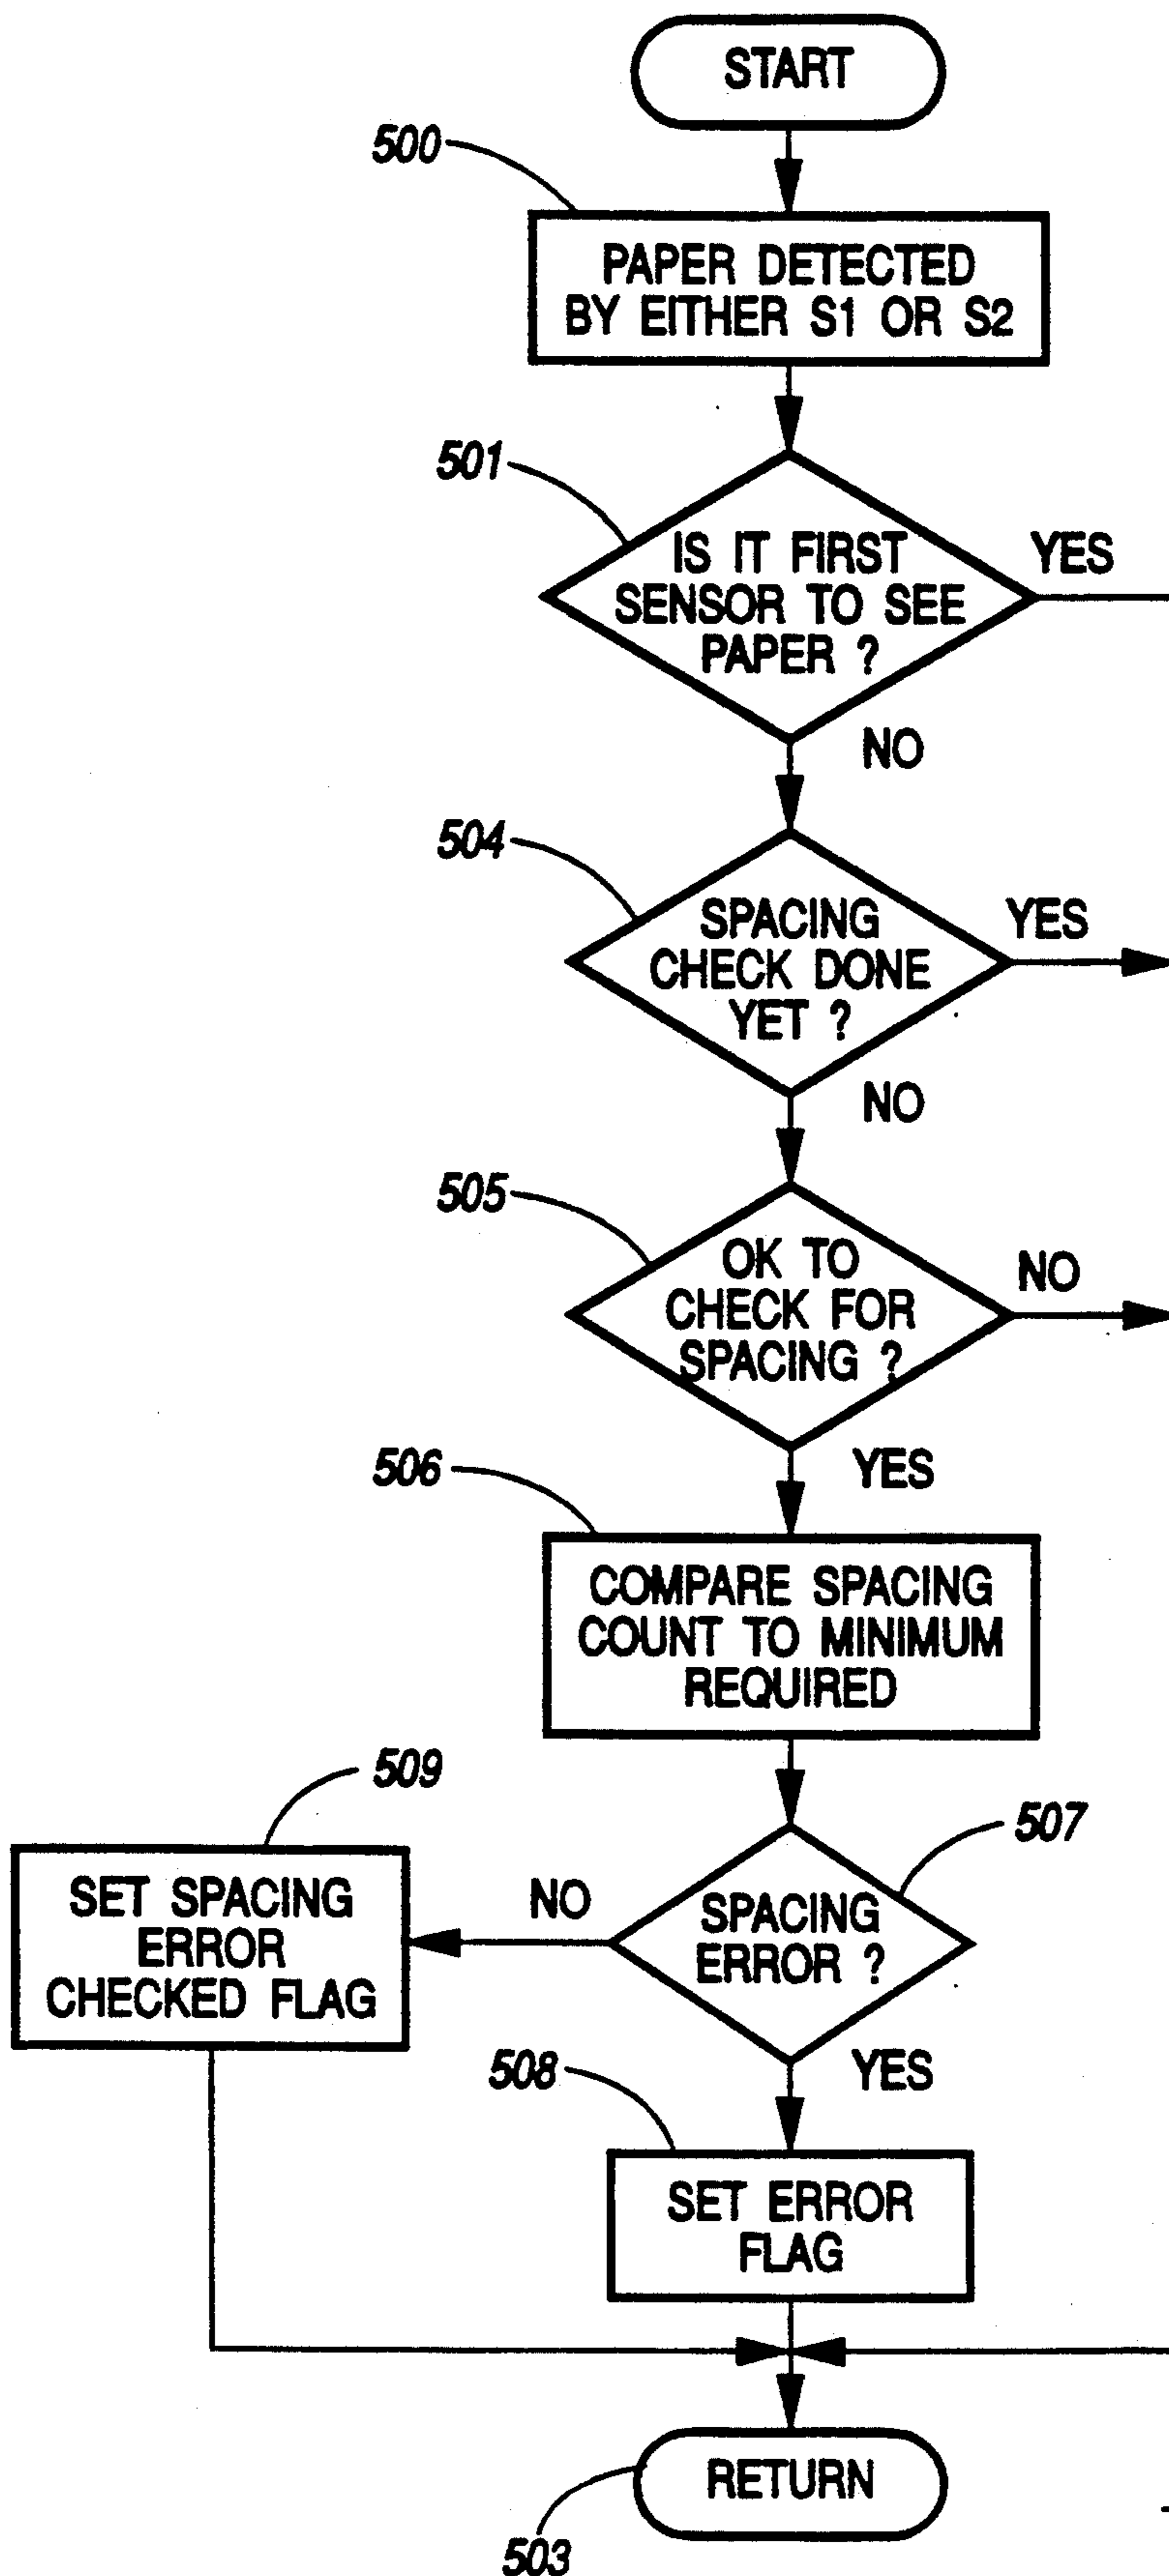 START
500
PAPER DETECTED
BY EITHER S1 OR S2
501
IS IT FIRST
SENSOR TO SEE
PAPER ?
YES
NO
504
SPACING
CHECK DONE
YET ?
YES
NO
505
OK TO
CHECK FOR
SPACING ?
NO
YES
506
COMPARE SPACING
COUNT TO MINIMUM
REQUIRED
509
507
SET SPACING
ERROR
CHECKED FLAG
NO
SPACING
ERROR ?
YES
508
SET ERROR
FLAG
RETURN
503